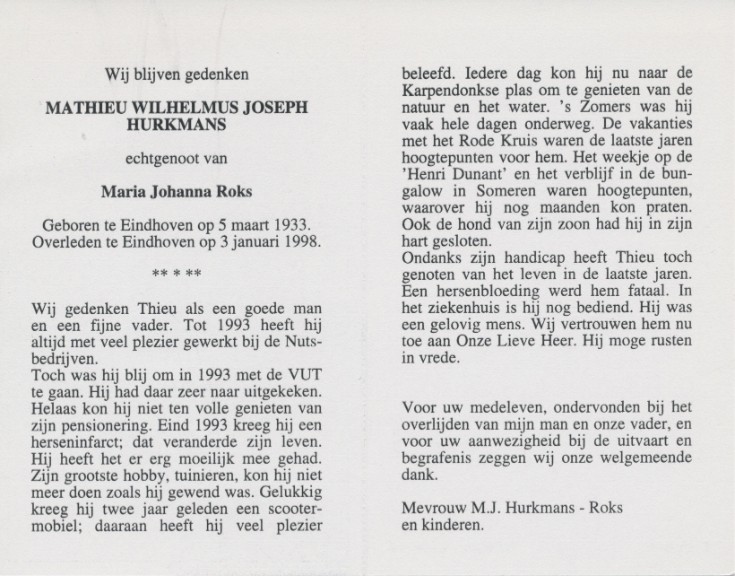 Wij blijven gedenken
MATHIEU WILHELMUS JOSEPH
HURKMANS
echtgenoot van
Maria Johanna Roks
Geboren te Eindhoven op 5 maart 1933.
Overleden te Eindhoven op 3 januari 1998.
** * **
Wij gedenken Thieu als een goede man
en een fijne vader. Tot 1993 heeft hij
altijd met veel plezier gewerkt bij de Nuts-
bedrijven.
Toch was hij blij om in 1993 met de VUT
te gaan. Hij had daar zeer naar uitgekeken.
Helaas kon hij niet ten volle genieten van
zijn pensionering. Eind 1993 kreeg hij een
herseninfarct; dat veranderde zijn leven.
Hij heeft het er erg moeilijk mee gehad.
Zijn grootste hobby, tuinieren, kon hij niet
meer doen zoals hij gewend was. Gelukkig
kreeg hij twee jaar geleden een scooter-
mobiel; daaraan heeft hij veel plezier
beleefd. Iedere dag kon hij nu naar de
Karpendonkse plas om te genieten van de
natuur en het water. 's Zomers was hij
vaak hele dagen onderweg. De vakanties
met het Rode Kruis waren de laatste jaren
hoogtepunten voor hem. Het weekje op de
'Henri Dunant' en het verblijf in de bun-
galow in Someren waren hoogtepunten,
waarover hij nog maanden kon praten.
Ook de hond van zijn zoon had hij in zijn
hart gesloten.
Ondanks zijn handicap heeft Thieu toch
genoten van het leven in de laatste jaren.
Een hersenbloeding werd hem fataal. In
het ziekenhuis is hij nog bediend. Hij was
een gelovig mens. Wij vertrouwen hem nu
toe aan Onze Lieve Heer. Hij moge rusten
in vrede.
Voor uw medeleven, ondervonden bij het
overlijden van mijn man en onze vader, en
voor uw aanwezigheid bij de uitvaart en
begrafenis zeggen wij onze welgemeende
dank.
Mevrouw M.J. Hurkmans - Roks
en kinderen.